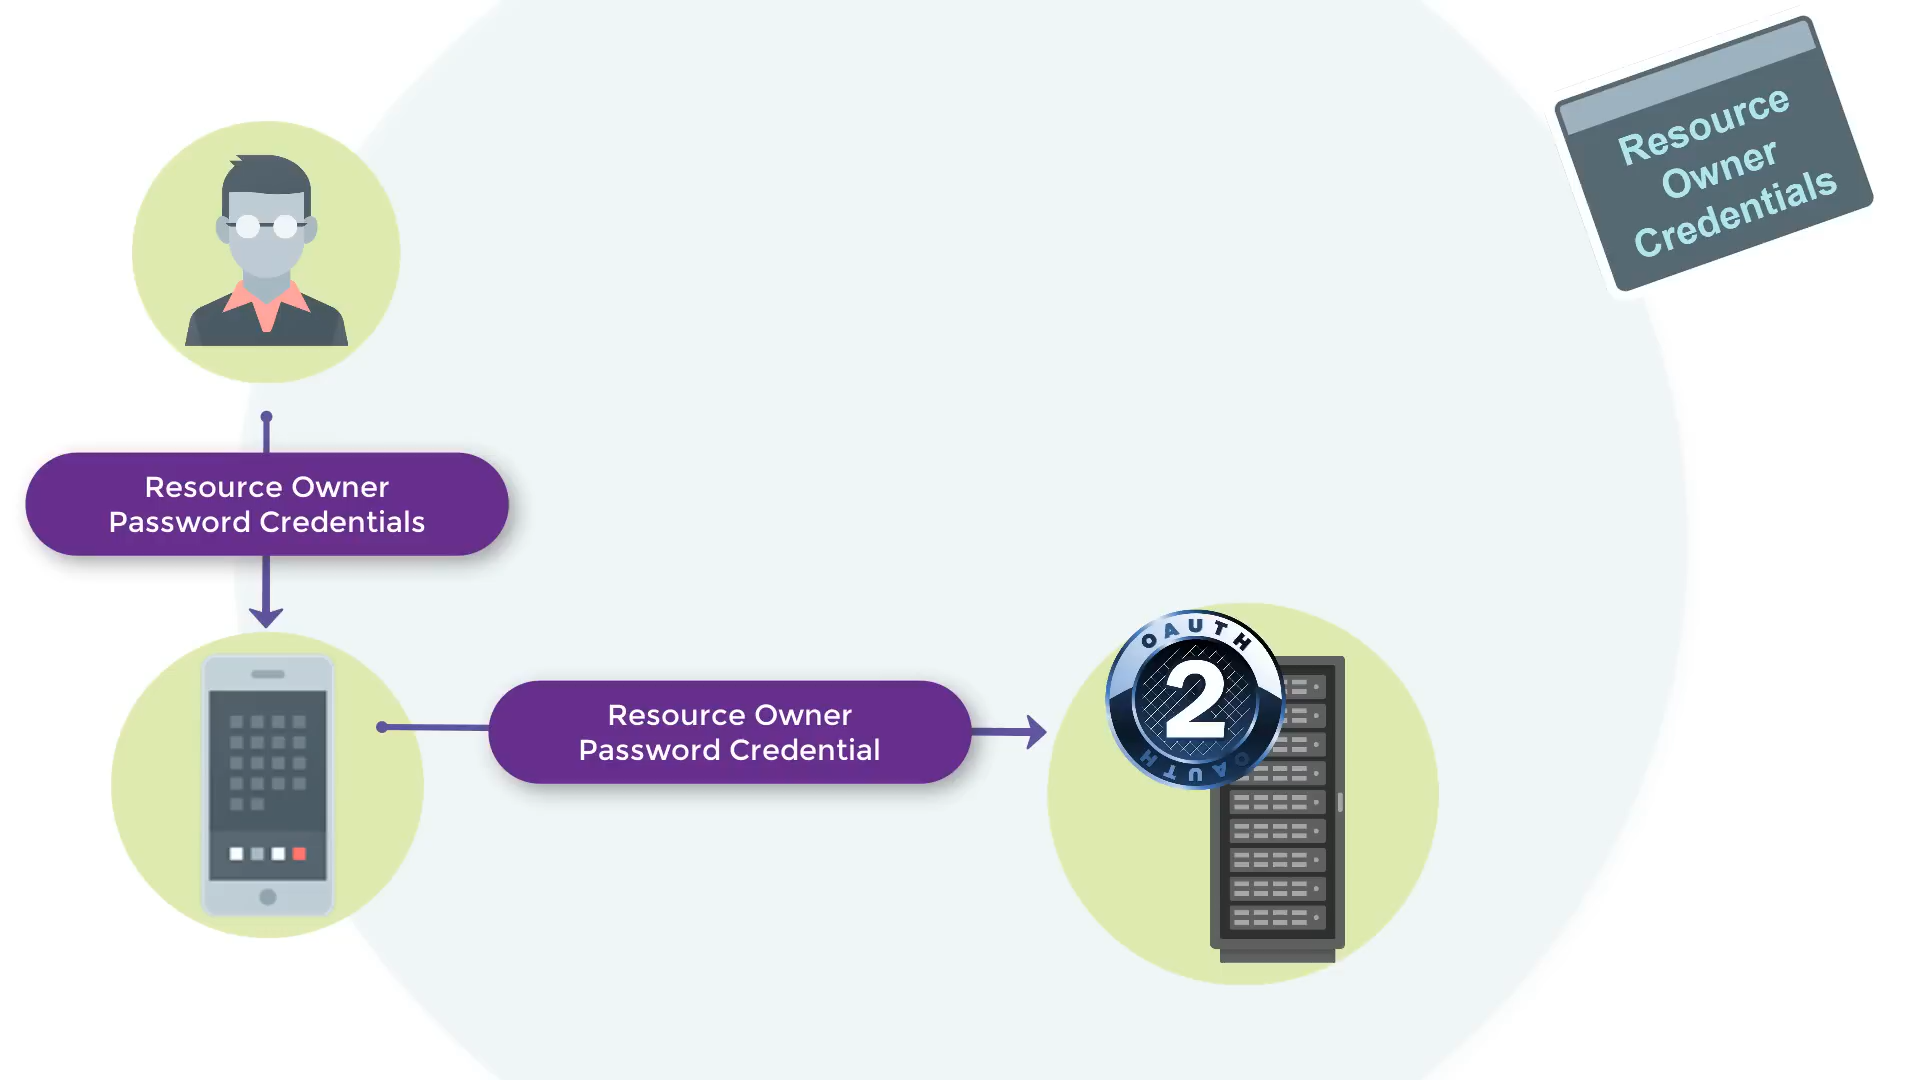 Resource
Owner
Credentials
Resource Owner
Password Credentials
Resource Owner
Password Credential
OAUTH
2
OAUTH